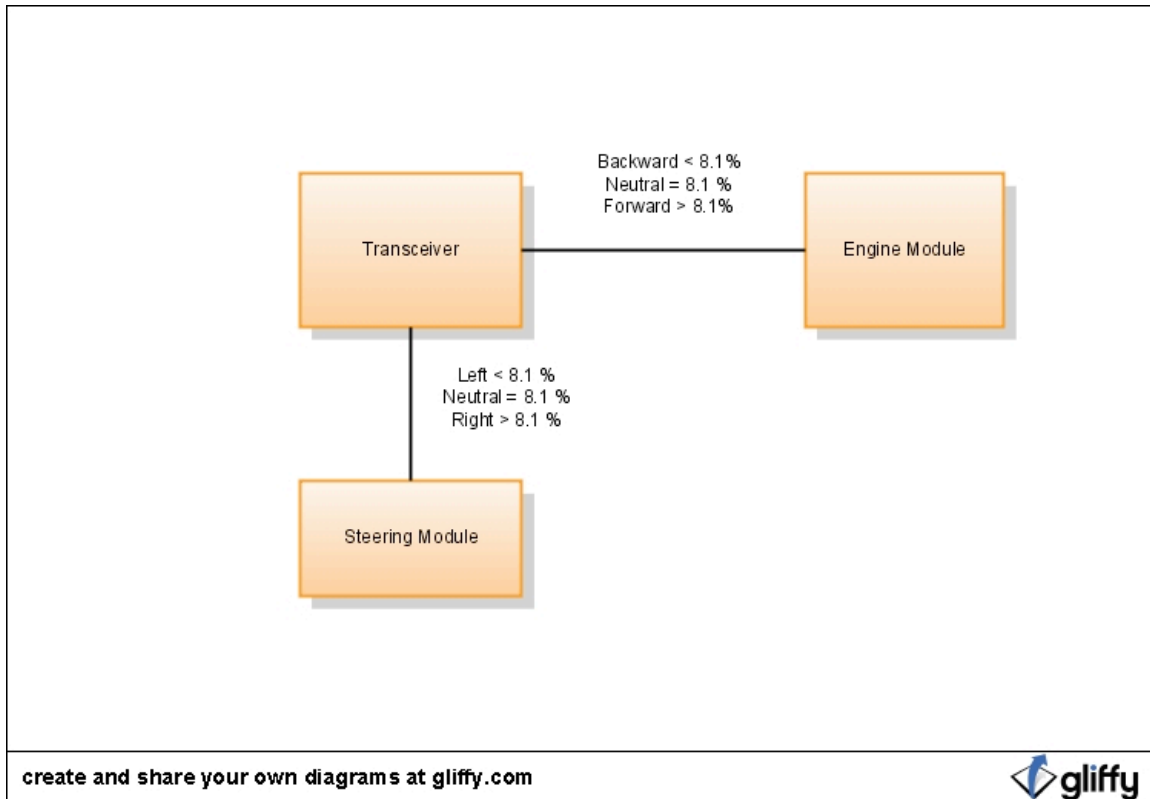 Backward < 8.1%
Neutral = 8.1 %
Forward > 8.1%
Transceiver
Engine Module
Left < 8.1 %
Neutral = 8.1 %
Right > 8.1 %
Steering Module
create and share your own diagrams at gliffy.com
gliffy